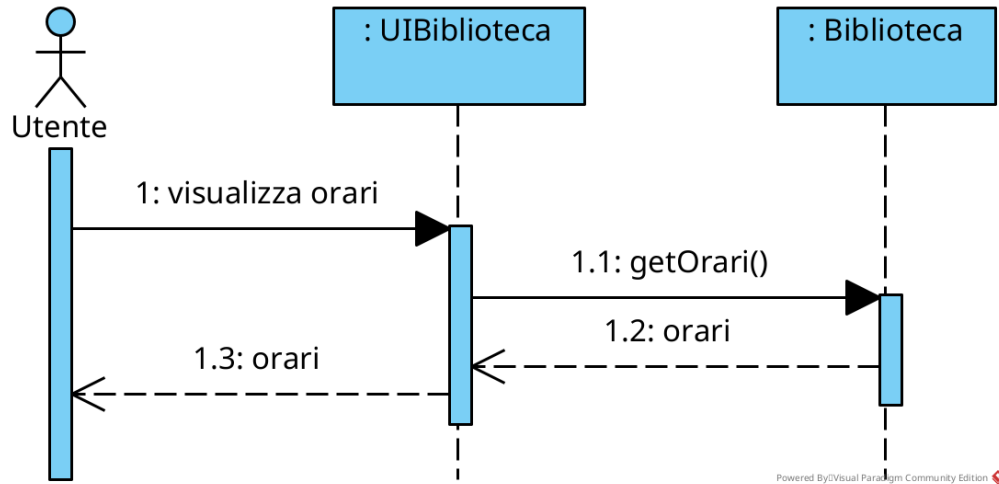 : UIBiblioteca
: Biblioteca
Utente
1: visualizza orari
1.1: getOrari()
1.2: orari
1.3: orari
Powered By Visual Paradigm Community Edition